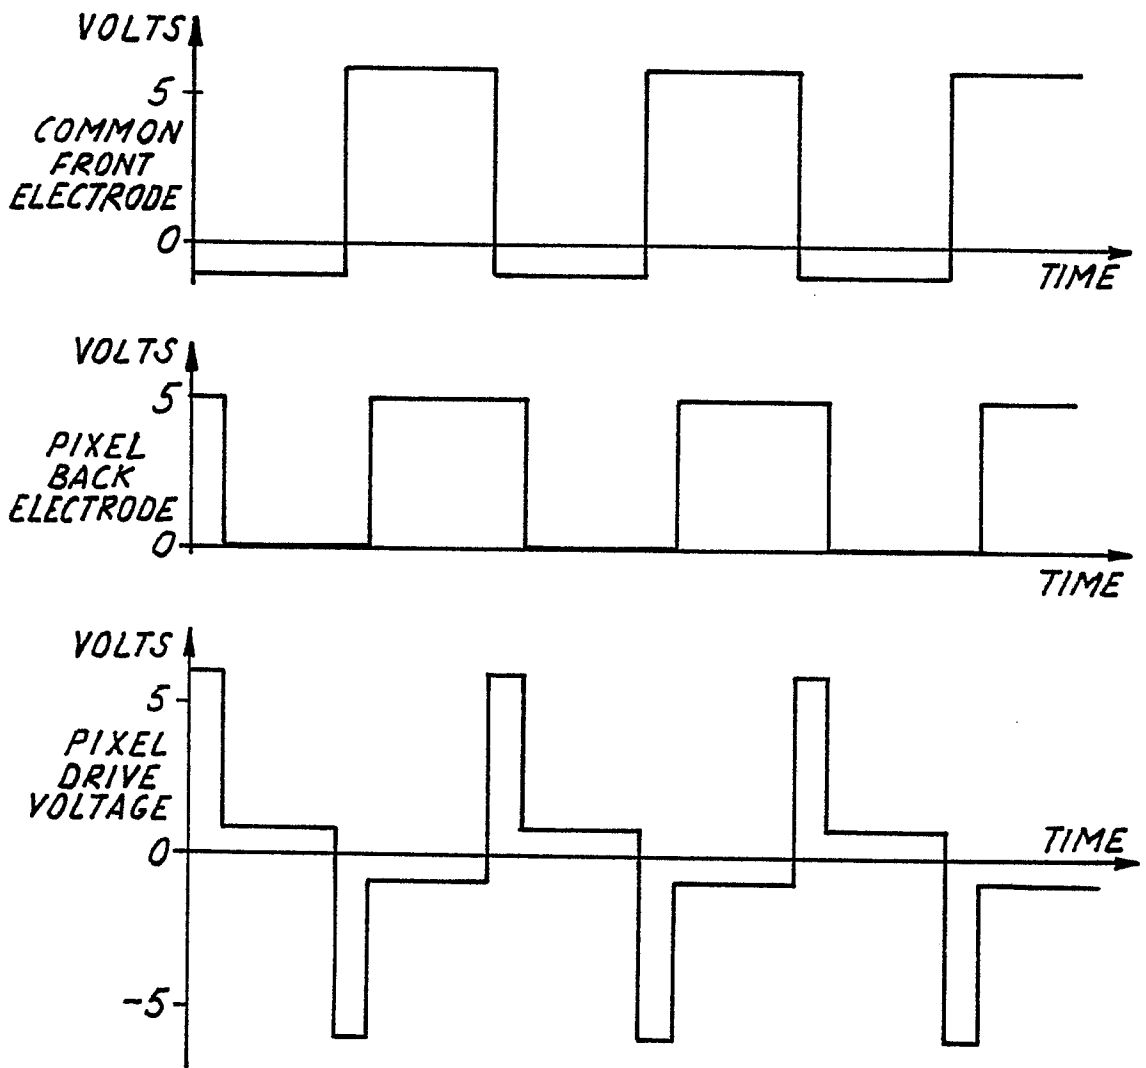 VOLTS
5
COMMON
FRONT
ELECTRODE
0
TIME
VOLTS
5
PIXEL
BACK
ELECTRODE
0
TIME
VOLTS
5
PIXEL
DRIVE
VOLTAGE
0
TIME
-5